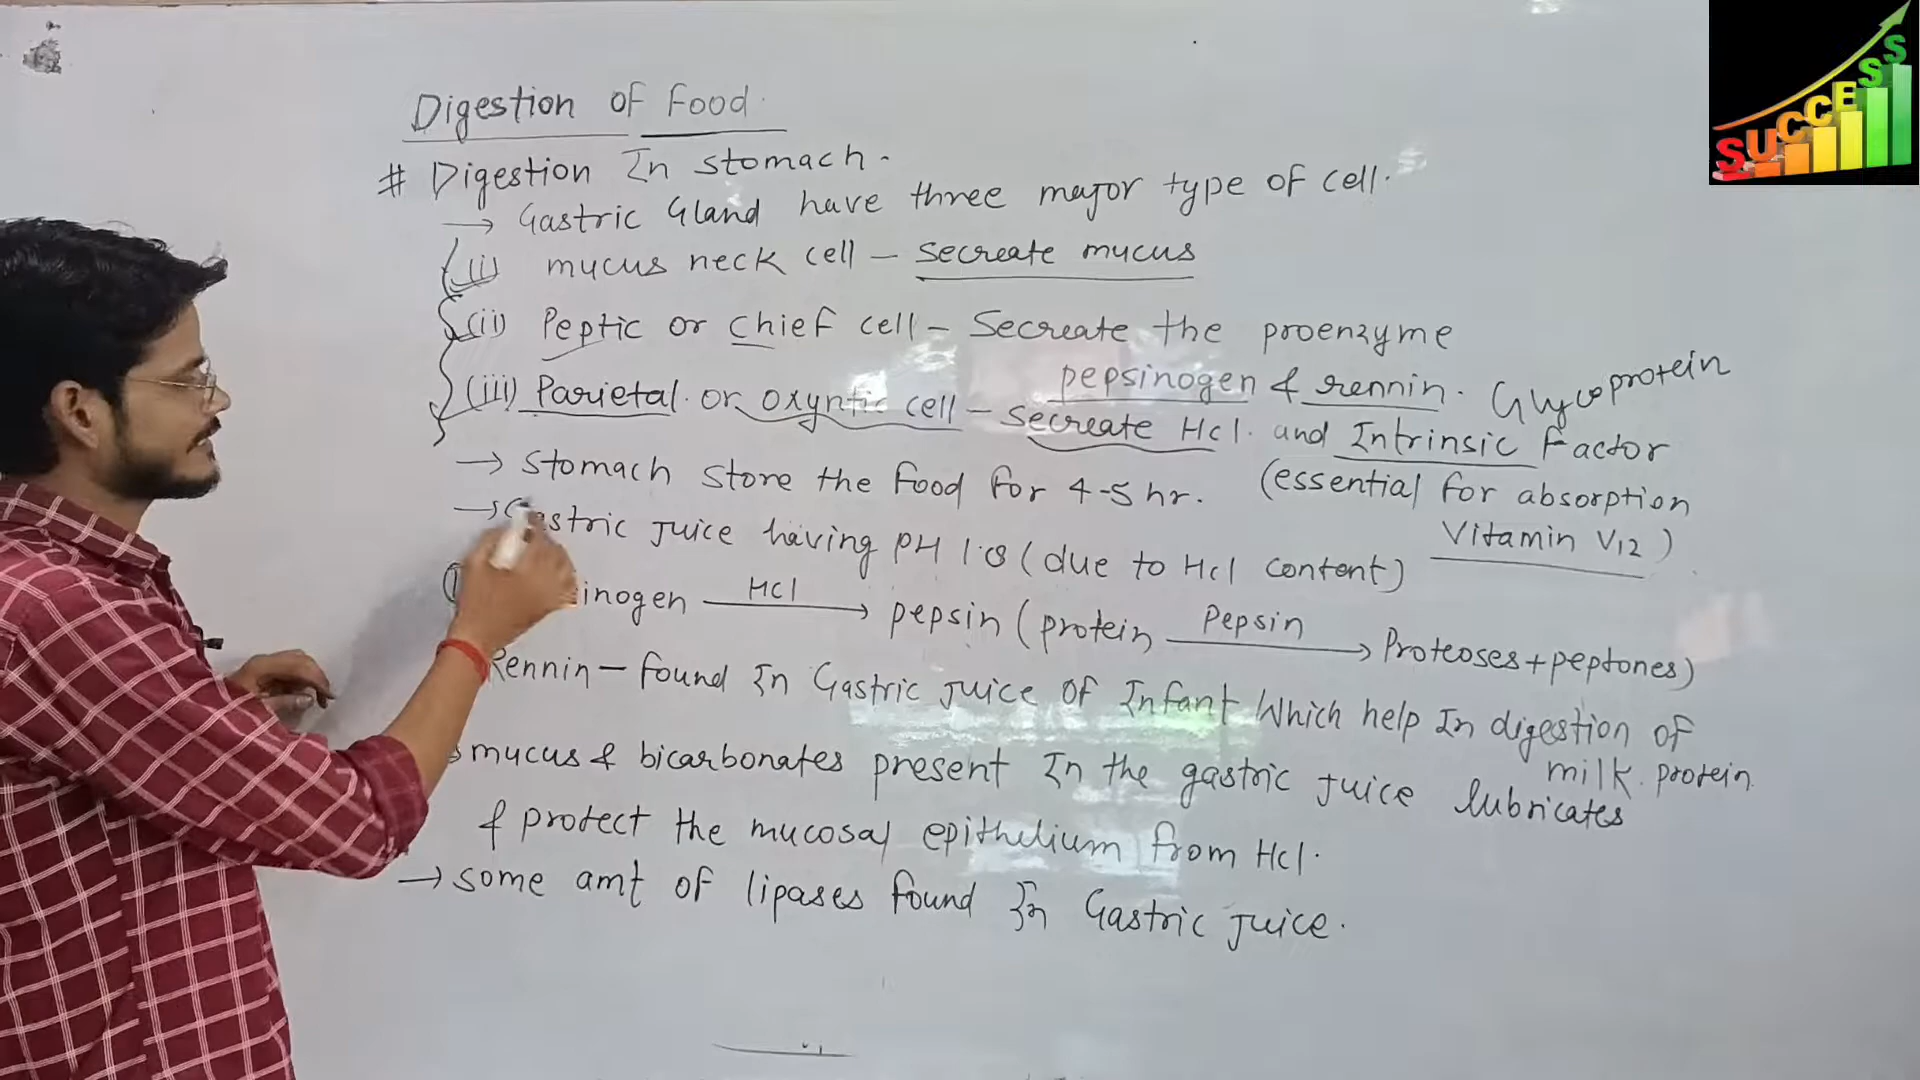 SUCCESS
Digestion of Food.
# Digestion In stomach.
→ Gastric Gland have three major type of cell.
(i) mucus neck cell - secreate mucus
(ii) Peptic or chief cell - Secreate the proenzyme
pepsinogen & rennin.
(iii) Parietal or oxyntic cell - secreate Hcl and Intrinsic Factor
Glycoprotein
→ stomach store the food for 4-5 hr.
(essential for absorption
Vitamin V12)
→ Gastric Juice having PH 1.8 (due to Hcl content)
inogen Hcl → pepsin (protein Pepsin → Proteoses + peptones)
Rennin - found In Gastric Juice of Infant Which help In digestion of
milk protein
mucus & bicarbonates present In the gastric Juice lubricates
& protect the mucosal epithelium from Hcl.
→ some amt of lipases found In Gastric Juice.